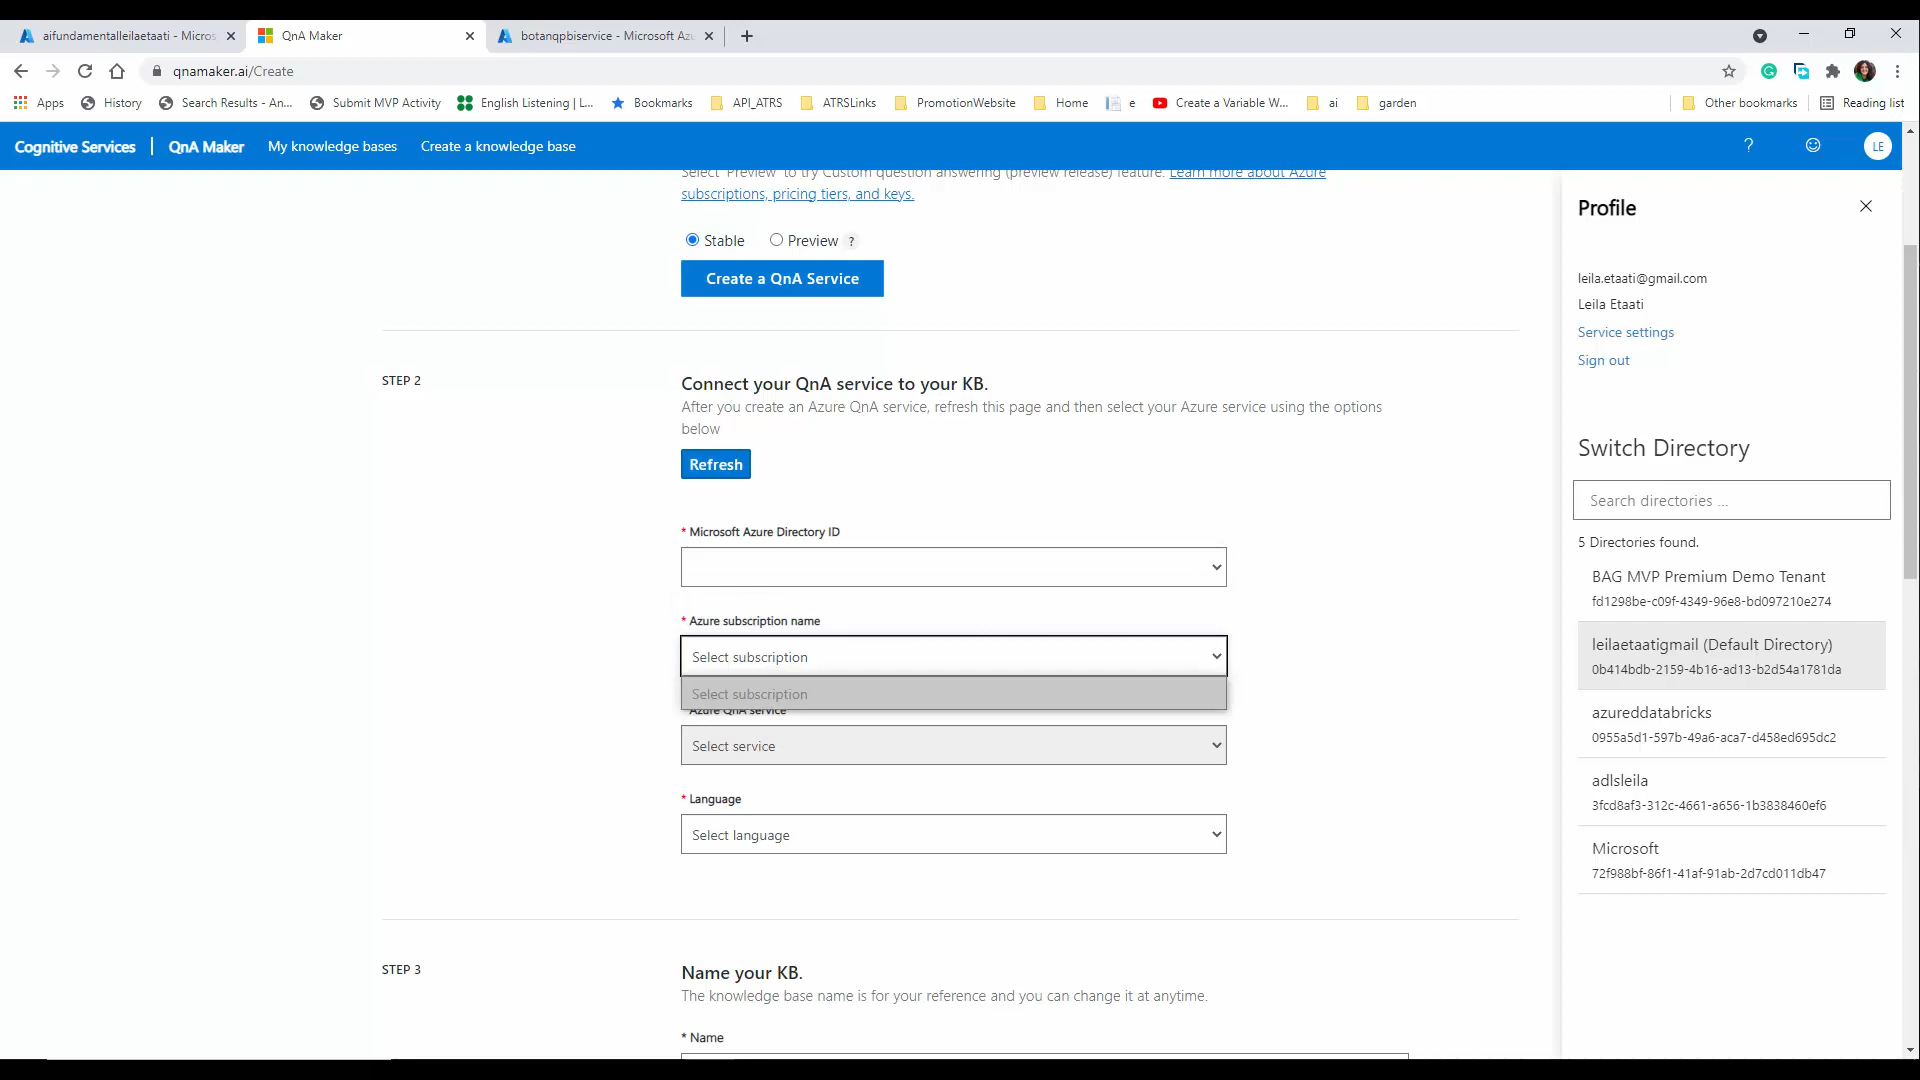 aifundamentalleilaetaati - Micros
QnA Maker
botanqpbiservice - Microsoft Azu
qnamaker.ai/Create
Apps
History
Search Results - An...
Submit MVP Activity
English Listening | L...
Bookmarks
API_ATRS
ATRSLinks
PromotionWebsite
Home
e
Create a Variable W...
ai
garden
Other bookmarks
Reading list
Cognitive Services
QnA Maker
My knowledge bases
Create a knowledge base
?
LE
Select 'Preview' to try Custom question answering (preview release) feature. Learn more about Azure
subscriptions, pricing tiers, and keys.
Stable
Preview
?
Create a QnA Service
STEP 2
Connect your QnA service to your KB.
After you create an Azure QnA service, refresh this page and then select your Azure service using the options
below
Refresh
* Microsoft Azure Directory ID
* Azure subscription name
Select subscription
Select subscription
Azure QnA service
Select service
* Language
Select language
STEP 3
Name your KB.
The knowledge base name is for your reference and you can change it at anytime.
* Name
Profile
leila.etaati@gmail.com
Leila Etaati
Service settings
Sign out
Switch Directory
Search directories ...
5 Directories found.
BAG MVP Premium Demo Tenant
fd1298be-c09f-4349-96e8-bd097210e274
leilaetaatigmail (Default Directory)
0b414bdb-2159-4b16-ad13-b2d54a1781da
azureddatabricks
0955a5d1-597b-49a6-aca7-d458ed695dc2
adlsleila
3fcd8af3-312c-4661-a656-1b3838460ef6
Microsoft
72f988bf-86f1-41af-91ab-2d7cd011db47